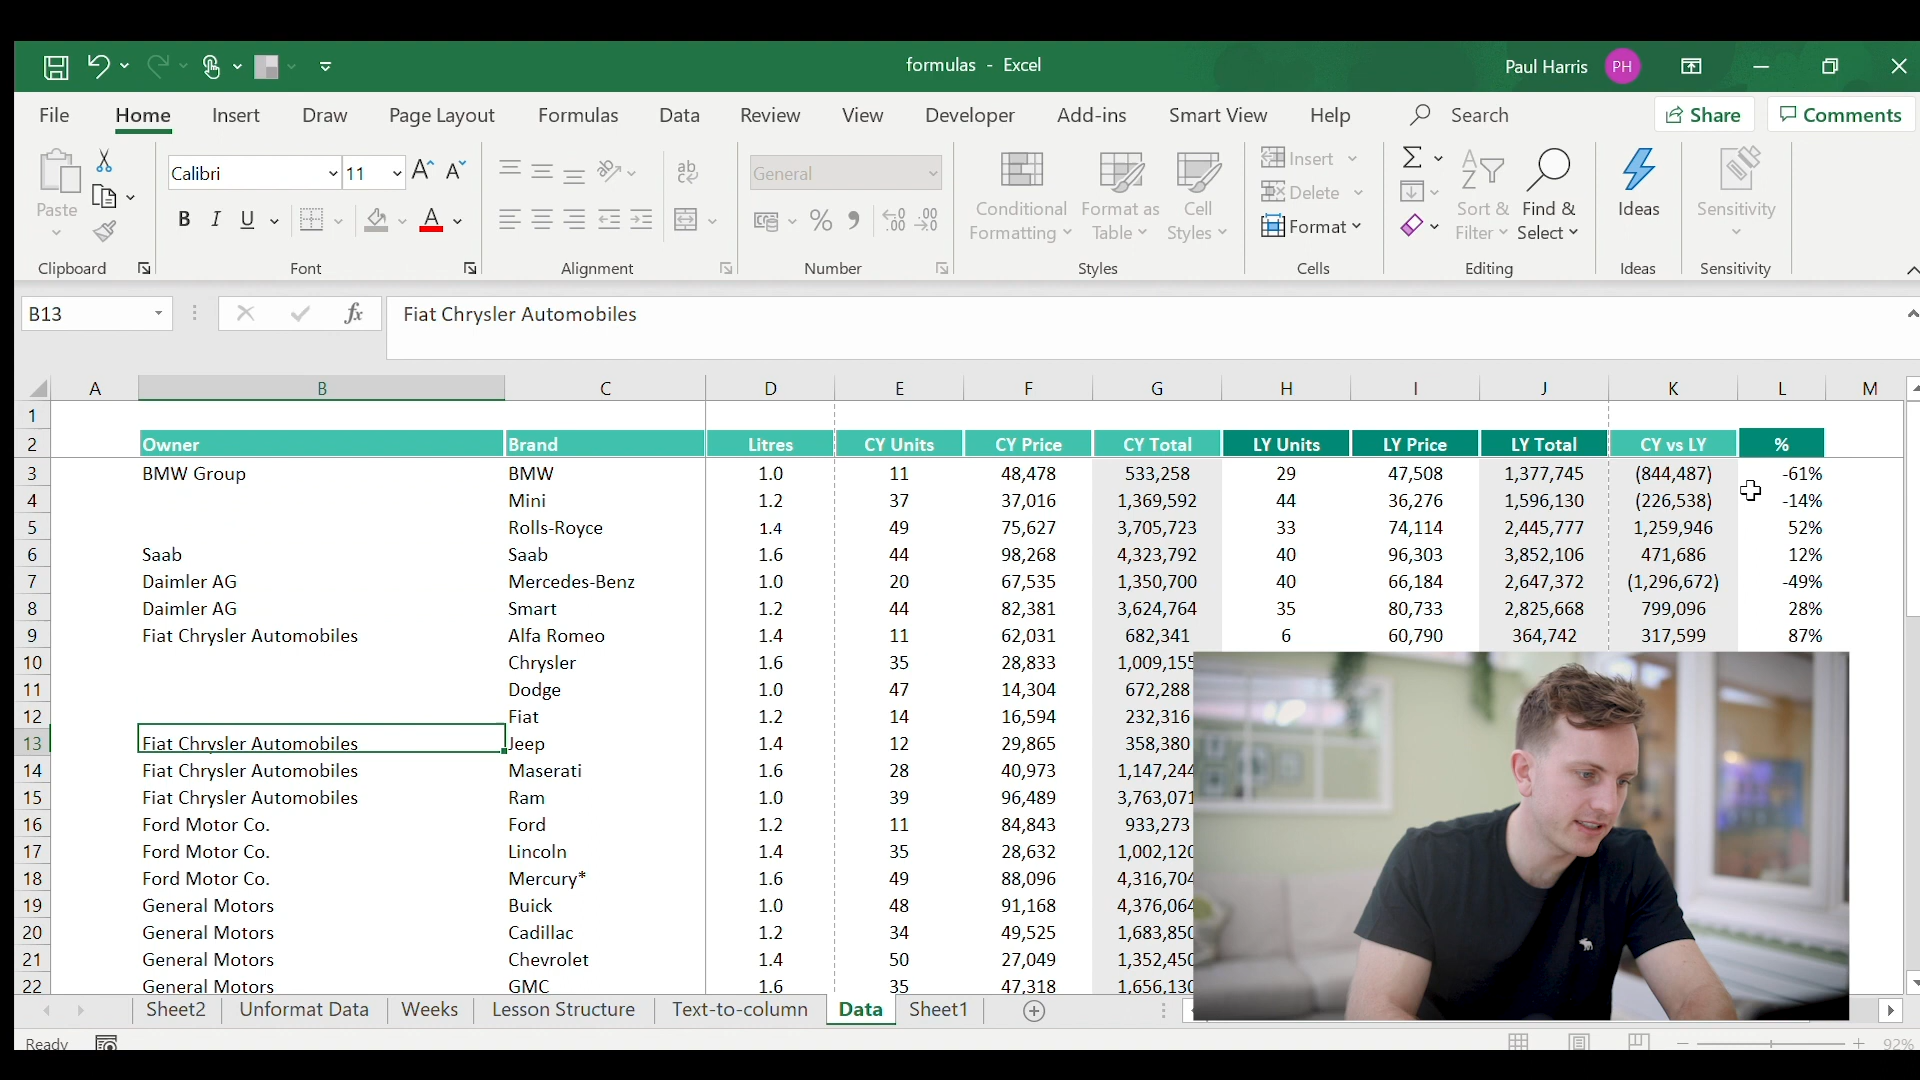 formulas - Excel
Paul Harris PH
File Home Insert Draw Page Layout Formulas Data Review View Developer Add-ins Smart View Help Search Share Comments
Calibri 11 ab General Insert
Paste Conditional Format as Cell Delete Sort & Find & Ideas Sensitivity
B I U A % Formatting Table Styles Format Filter Select
Clipboard Font Alignment Number Styles Cells Editing Ideas Sensitivity
B13 fx Fiat Chrysler Automobiles
A B C D E F G H I J K L M
1
2 Owner Brand Litres CY Units CY Price CY Total LY Units LY Price LY Total CY vs LY %
3 BMW Group BMW 1.0 11 48,478 533,258 29 47,508 1,377,745 (844,487) -61%
4 Mini 1.2 37 37,016 1,369,592 44 36,276 1,596,130 (226,538) -14%
5 Rolls-Royce 1.4 49 75,627 3,705,723 33 74,114 2,445,777 1,259,946 52%
6 Saab Saab 1.6 44 98,268 4,323,792 40 96,303 3,852,106 471,686 12%
7 Daimler AG Mercedes-Benz 1.0 20 67,535 1,350,700 40 66,184 2,647,372 (1,296,672) -49%
8 Daimler AG Smart 1.2 44 82,381 3,624,764 35 80,733 2,825,668 799,096 28%
9 Fiat Chrysler Automobiles Alfa Romeo 1.4 11 62,031 682,341 6 60,790 364,742 317,599 87%
10 Chrysler 1.6 35 28,833 1,009,155
11 Dodge 1.0 47 14,304 672,288
12 Fiat 1.2 14 16,594 232,316
13 Fiat Chrysler Automobiles Jeep 1.4 12 29,865 358,380
14 Fiat Chrysler Automobiles Maserati 1.6 28 40,973 1,147,244
15 Fiat Chrysler Automobiles Ram 1.0 39 96,489 3,763,071
16 Ford Motor Co. Ford 1.2 11 84,843 933,273
17 Ford Motor Co. Lincoln 1.4 35 28,632 1,002,120
18 Ford Motor Co. Mercury* 1.6 49 88,096 4,316,704
19 General Motors Buick 1.0 48 91,168 4,376,064
20 General Motors Cadillac 1.2 34 49,525 1,683,850
21 General Motors Chevrolet 1.4 50 27,049 1,352,450
22 General Motors GMC 1.6 35 47,318 1,656,130
Sheet2 Unformat Data Weeks Lesson Structure Text-to-column Data Sheet1
Ready 92%